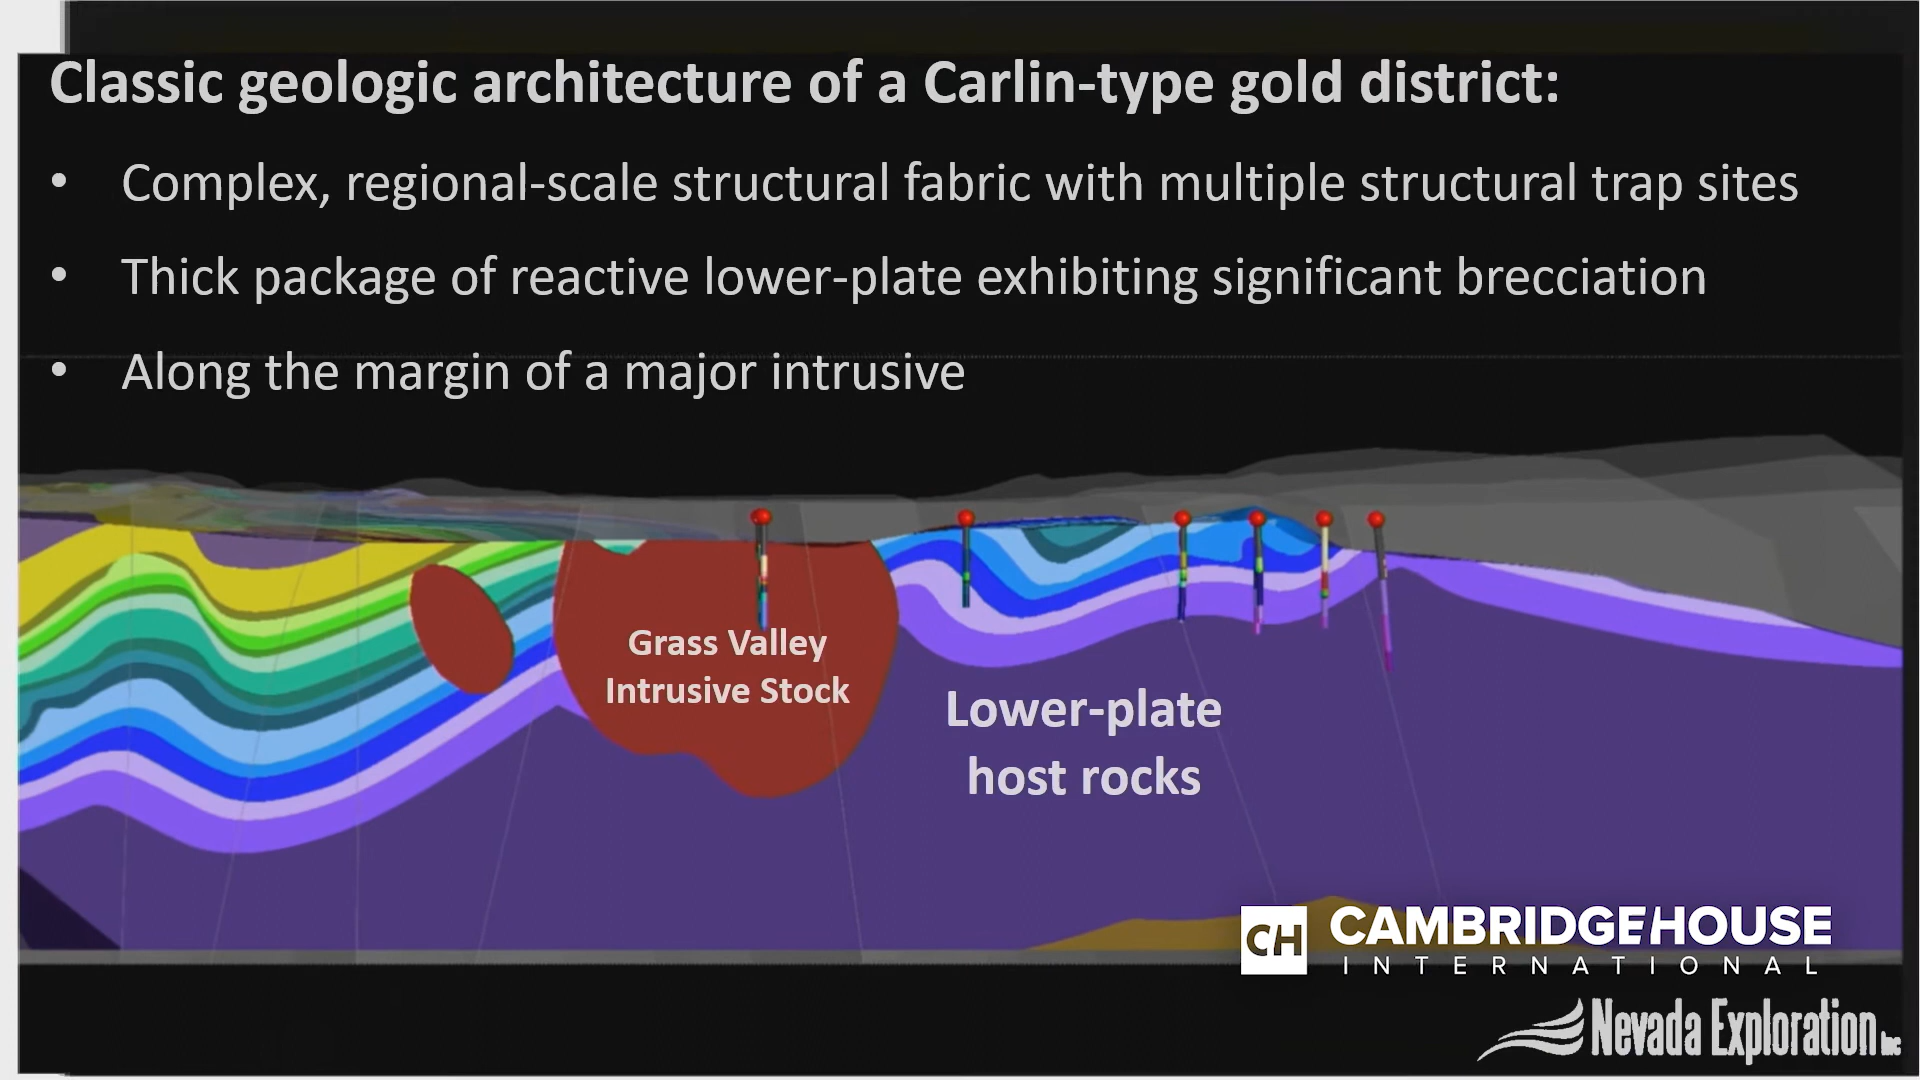 Classic geologic architecture of a Carlin-type gold district:
• Complex, regional-scale structural fabric with multiple structural trap sites
• Thick package of reactive lower-plate exhibiting significant brecciation
• Along the margin of a major intrusive
Grass Valley
Intrusive Stock
Lower-plate
host rocks
CH CAMBRIDGEHOUSE
INTERNATIONAL
Nevada Exploration Inc